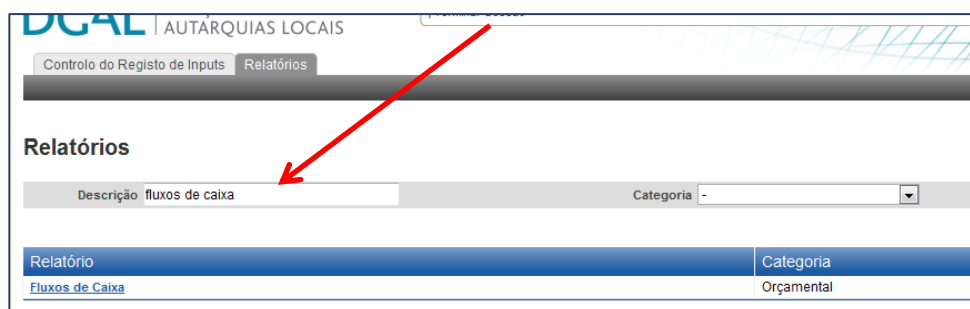 DGAL AUTARQUIAS LOCAIS
Controlo do Registo de Inputs Relatórios
Relatórios
Descrição fluxos de caixa Categoria -
Relatório Categoria
Fluxos de Caixa Orçamental